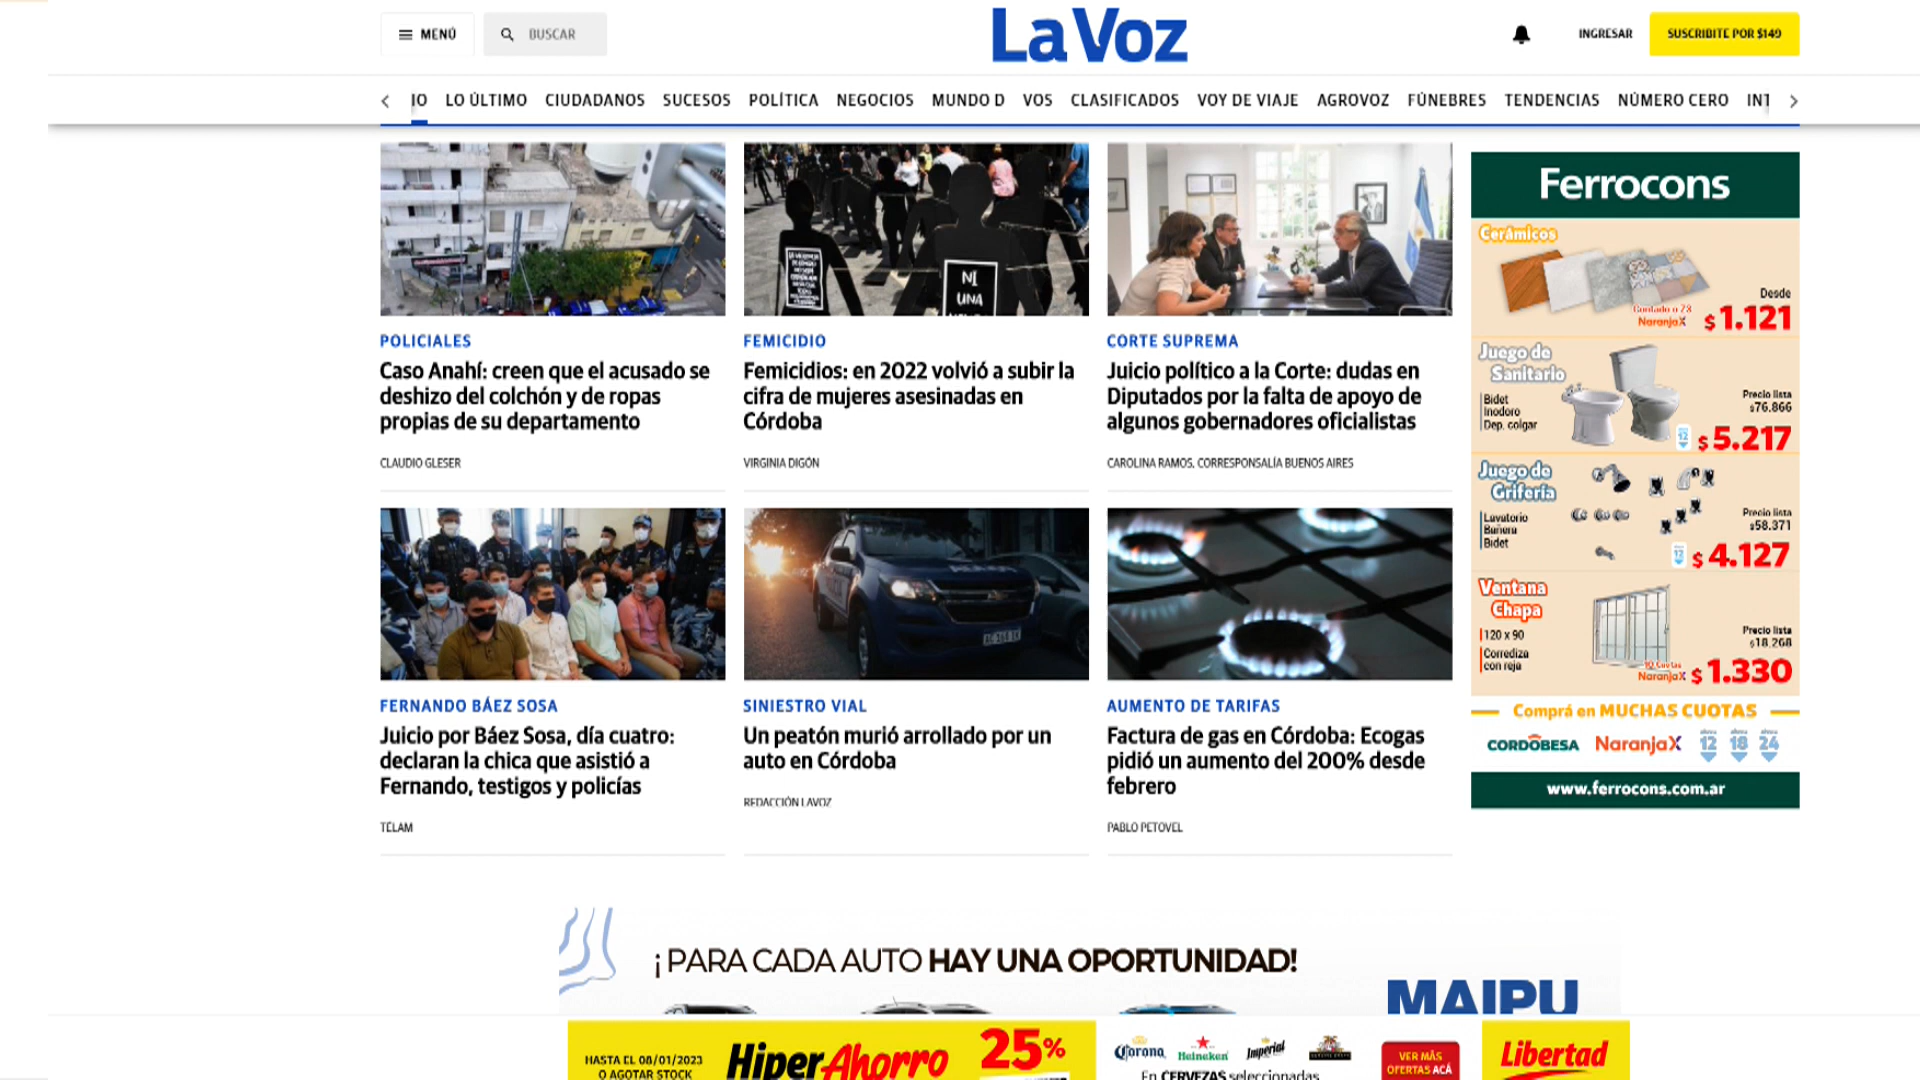 MENÚ
BUSCAR
La Voz
INGRESAR
SUSCRIBITE POR $149
IO
LO ÚLTIMO
CIUDADANOS
SUCESOS
POLÍTICA
NEGOCIOS
MUNDO D
VOS
CLASIFICADOS
VOY DE VIAJE
AGROVOZ
FÚNEBRES
TENDENCIAS
NÚMERO CERO
INT
POLICIALES
Caso Anahí: creen que el acusado se
deshizo del colchón y de ropas
propias de su departamento
CLAUDIO GLESER
NI
UNA
FEMICIDIO
Femicidios: en 2022 volvió a subir la
cifra de mujeres asesinadas en
Córdoba
VIRGINIA DIGÓN
CORTE SUPREMA
Juicio político a la Corte: dudas en
Diputados por la falta de apoyo de
algunos gobernadores oficialistas
CAROLINA RAMOS, CORRESPONSALÍA BUENOS AIRES
FERNANDO BÁEZ SOSA
Juicio por Báez Sosa, día cuatro:
declaran la chica que asistió a
Fernando, testigos y policías
TÉLAM
SINIESTRO VIAL
Un peatón murió arrollado por un
auto en Córdoba
REDACCIÓN LAVOZ
AUMENTO DE TARIFAS
Factura de gas en Córdoba: Ecogas
pidió un aumento del 200% desde
febrero
PABLO PETOVEL
Ferrocons
Cerámicos
Desde
NaranjaX
$ 1.121
Juego de
Sanitario
Bidet
Inodoro
Dep. colgar
Precio lista
$76.866
12
$ 5.217
Juego de
Grifería
Lavatorio
Bañera
Bidet
Precio lista
$58.371
12
$ 4.127
Ventana
Chapa
120 x 90
Corrediza
con reja
Precio lista
$18.268
NaranjaX
$ 1.330
Comprá en MUCHAS CUOTAS
CORDOBESA
NaranjaX
12
18
24
www.ferrocons.com.ar
¡PARA CADA AUTO HAY UNA OPORTUNIDAD!
MAIPU
HASTA EL 08/01/2023
O AGOTAR STOCK
HiperAhorro
25%
Corona
Heineken
Imperial
En CERVEZAS seleccionadas
VER MÁS
OFERTAS ACÁ
Libertad